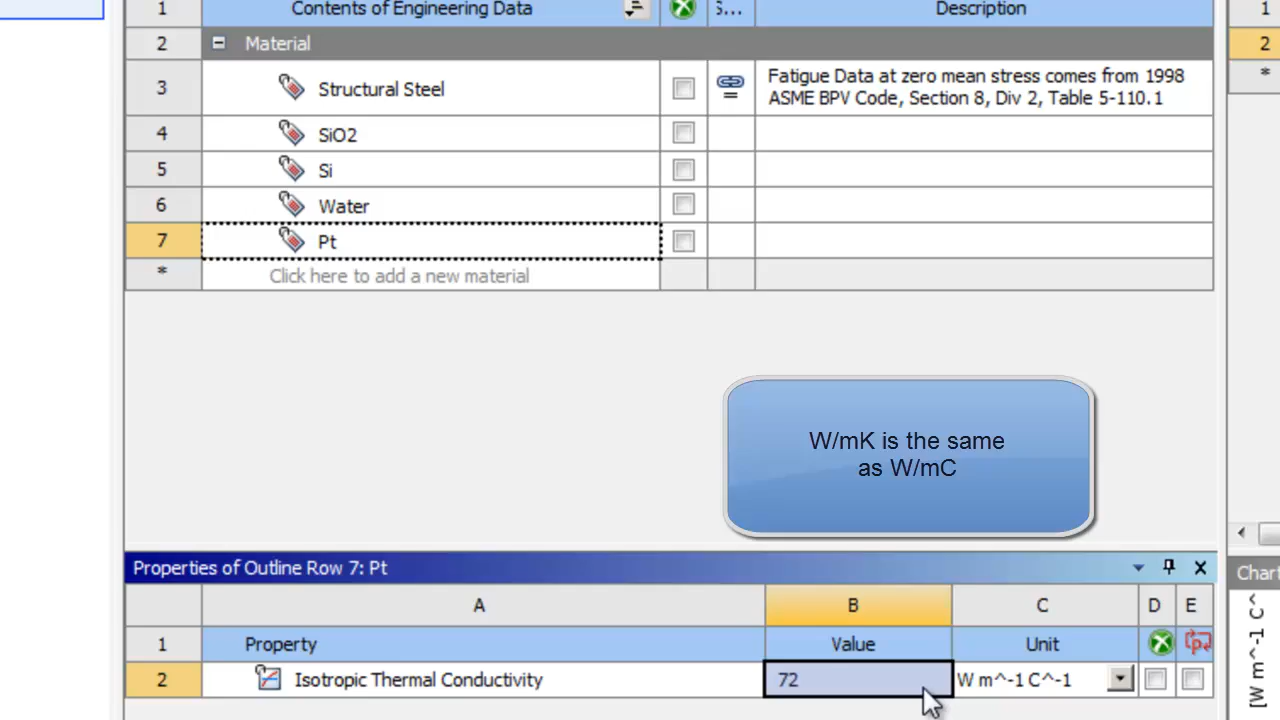 1 Contents of Engineering Data S... Description 1
2 Material 2
3 Structural Steel Fatigue Data at zero mean stress comes from 1998 *
ASME BPV Code, Section 8, Div 2, Table 5-110.1
4 SiO2
5 Si
6 Water
7 Pt
* Click here to add a new material
W/mK is the same
as W/mC
Properties of Outline Row 7: Pt
A B C D E
1 Property Value Unit
2 Isotropic Thermal Conductivity 72 W m^-1 C^-1
Chart
[W m^-1 C^